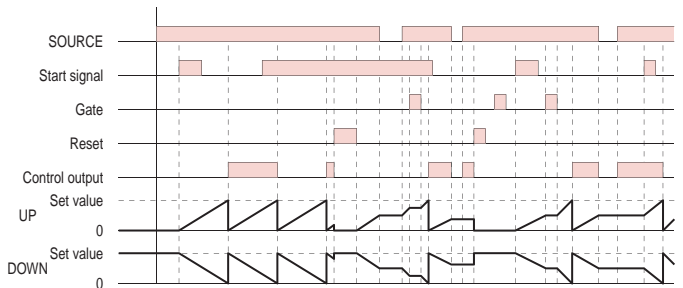 SOURCE
Start signal
Gate
Reset
Control output
Set value
UP
0
Set value
DOWN
0